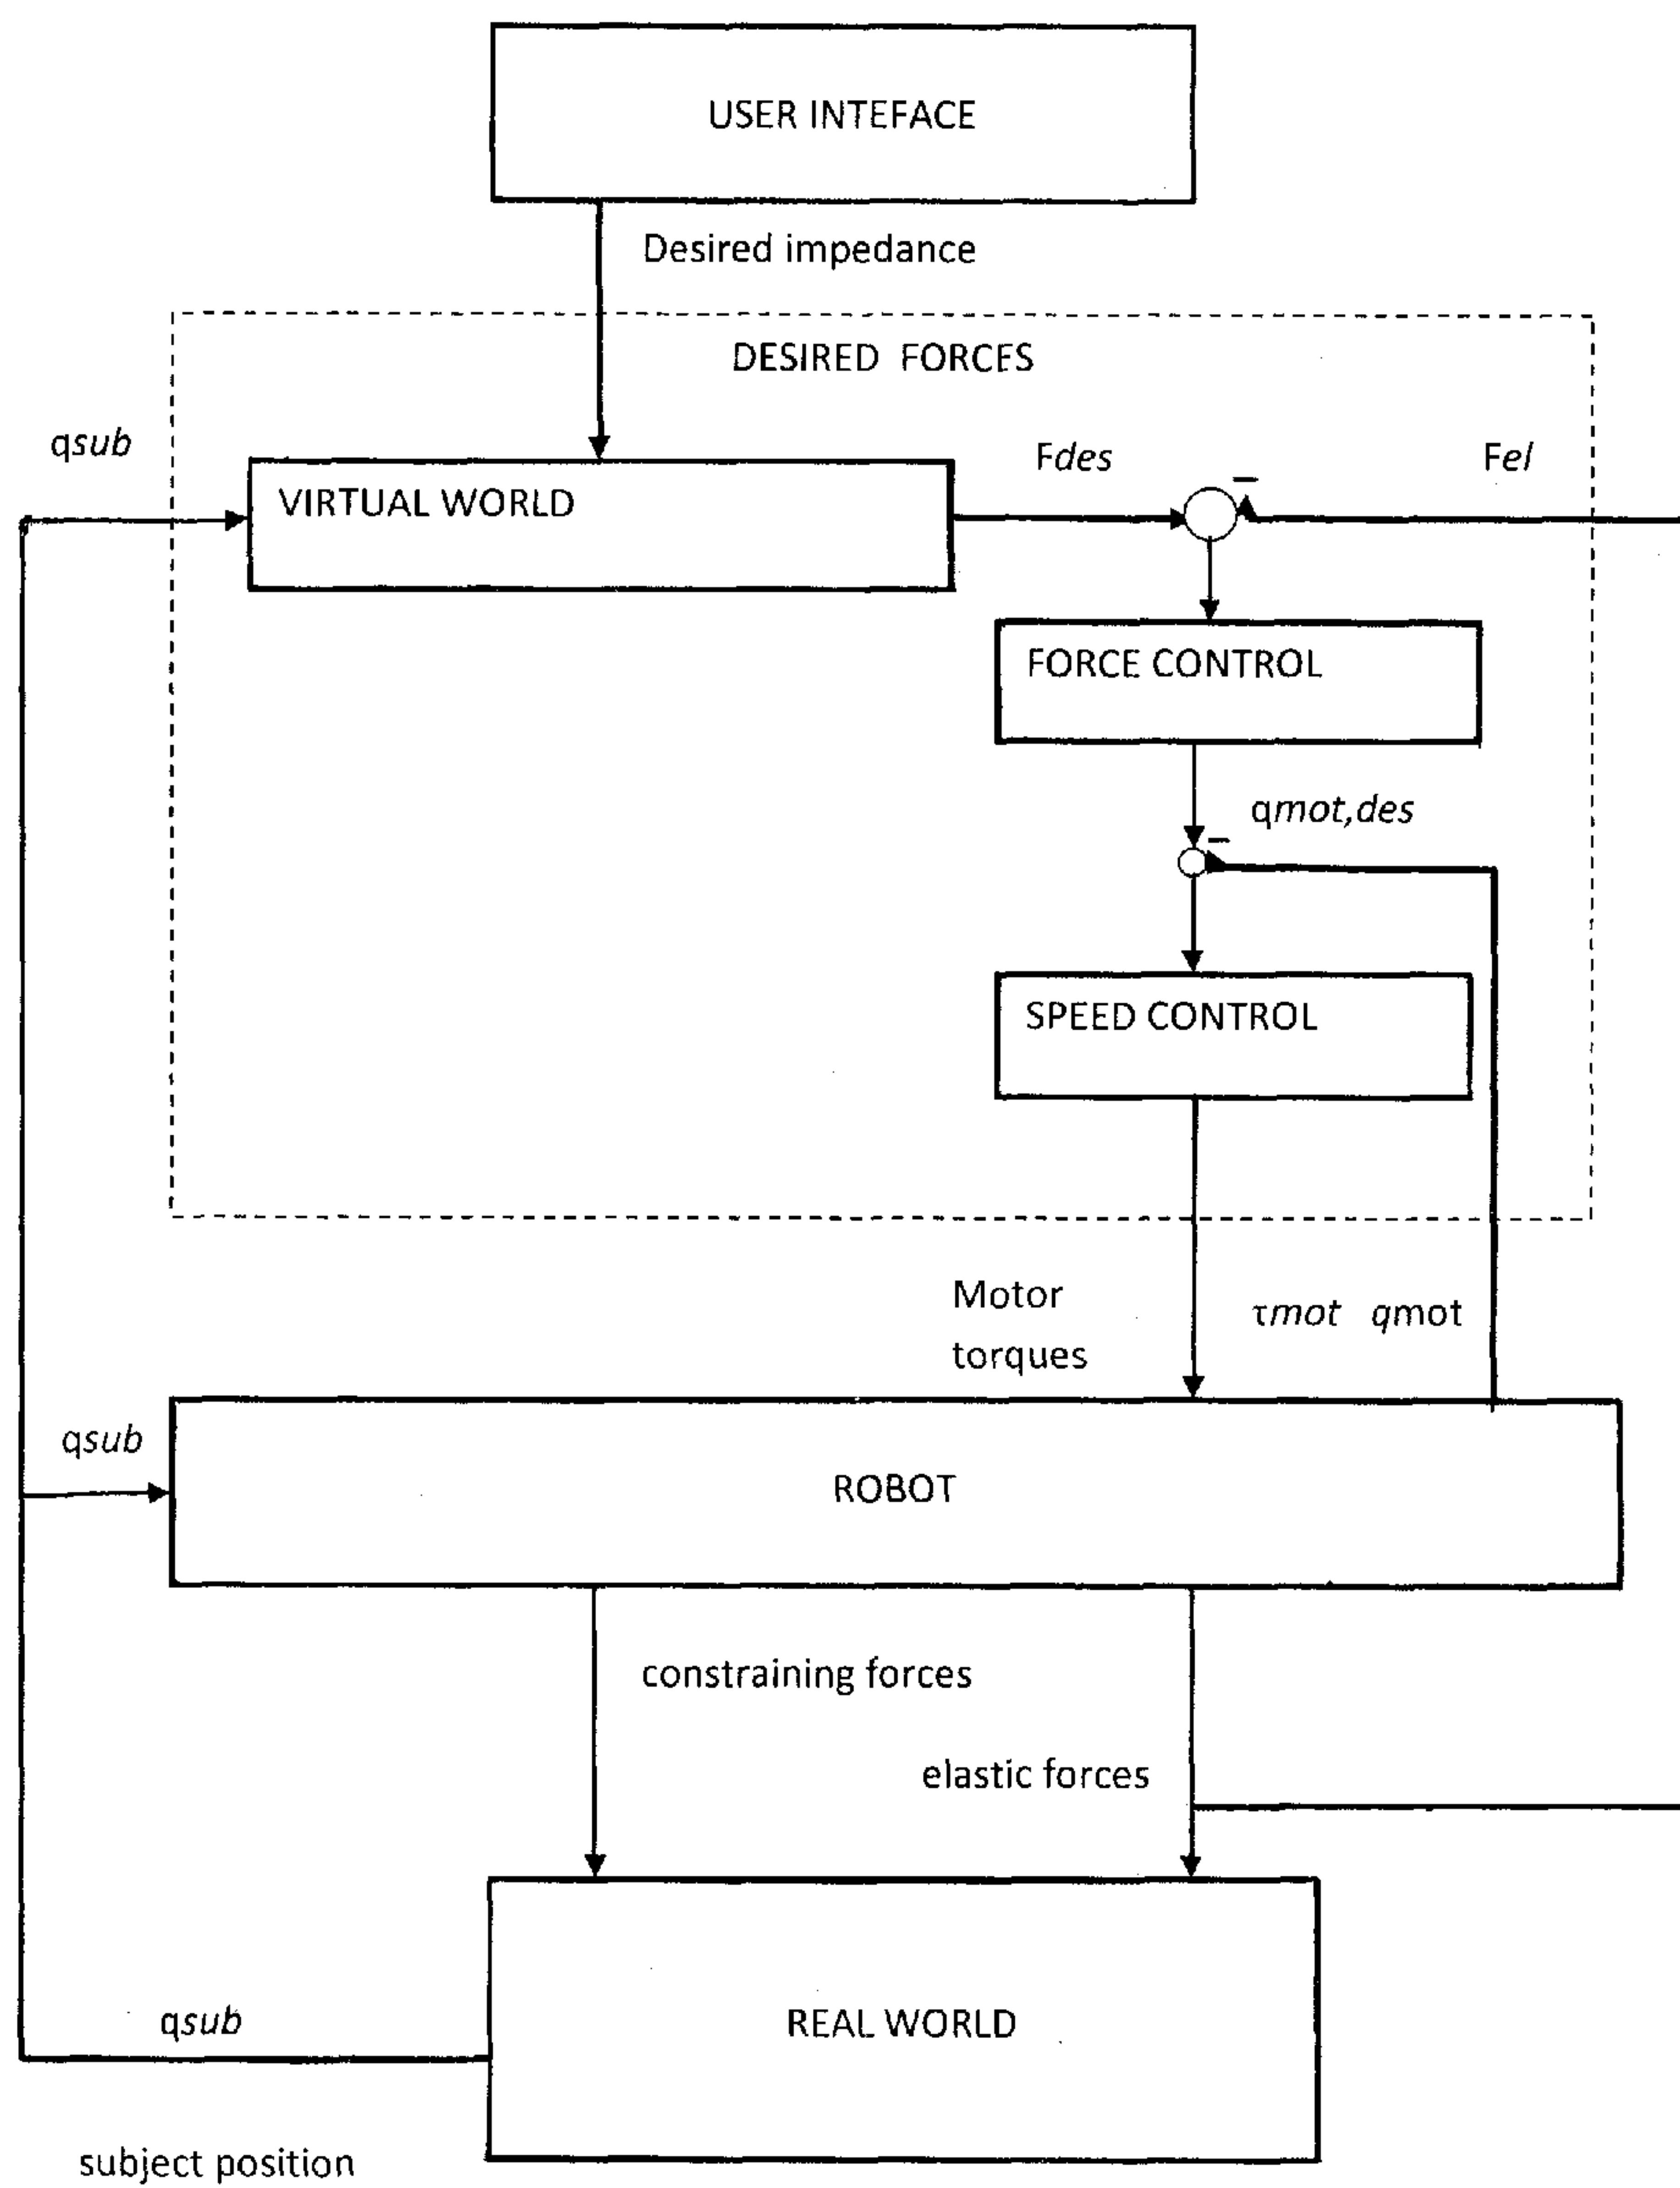 USER INTEFACE
Desired impedance
DESIRED FORCES
qsub
Fdes
−
Fel
VIRTUAL WORLD
FORCE CONTROL
qmot,des
−
SPEED CONTROL
Motor
torques
τmot qmot
qsub
ROBOT
constraining forces
elastic forces
qsub
REAL WORLD
subject position